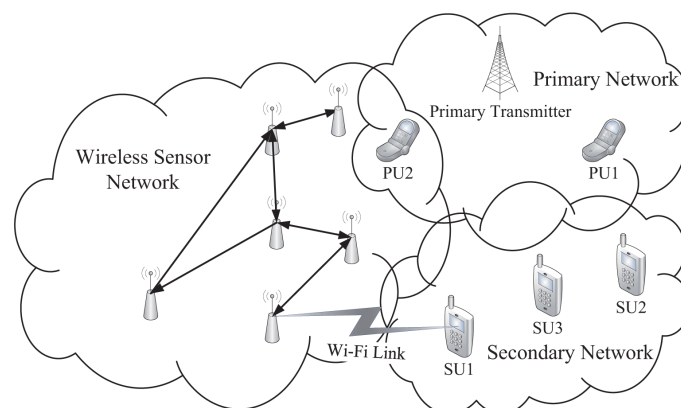 Primary Network
Primary Transmitter
Wireless Sensor
Network
PU2
PU1
SU2
SU3
Wi-Fi Link
SU1
Secondary Network